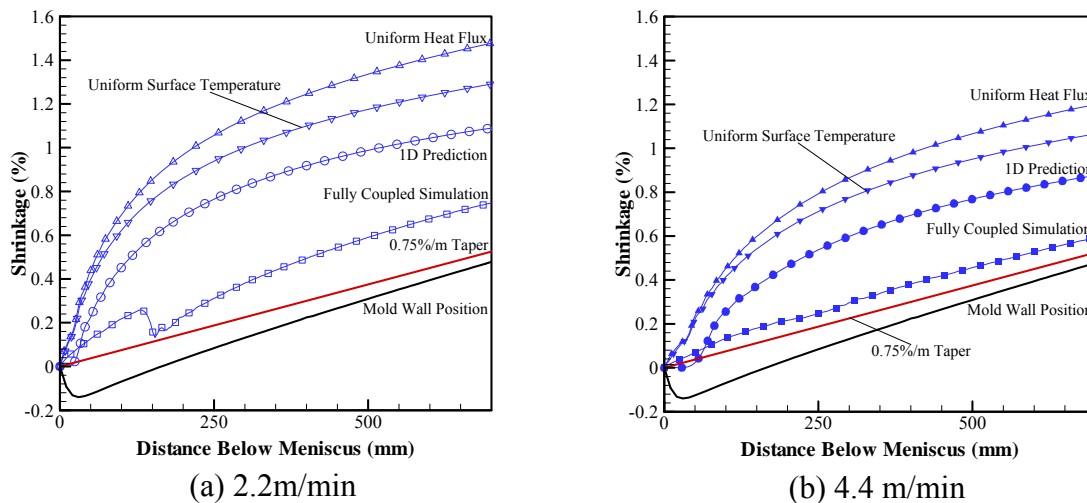 1.6
1.4
1.2
1
0.8
0.6
0.4
0.2
0
-0.2
Shrinkage (%)
Uniform Heat Flux
Uniform Surface Temperature
1D Prediction
Fully Coupled Simulation
0.75%/m Taper
Mold Wall Position
0 250 500
Distance Below Meniscus (mm)
(a) 2.2m/min
1.6
1.4
1.2
1
0.8
0.6
0.4
0.2
0
-0.2
Shrinkage (%)
Uniform Heat Flux
Uniform Surface Temperature
1D Prediction
Fully Coupled Simulation
Mold Wall Position
0.75%/m Taper
0 250 500
Distance Below Meniscus (mm)
(b) 4.4 m/min